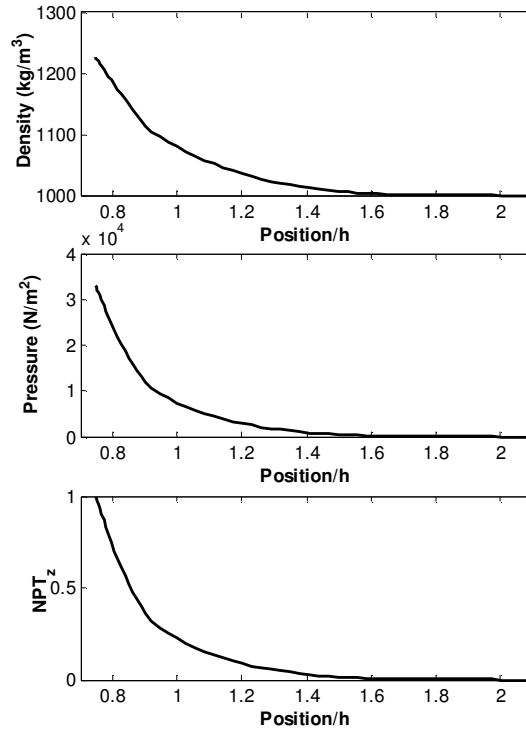 1300
1200
1100
1000
Density (kg/m³)
0.8 1 1.2 1.4 1.6 1.8 2
Position/h
x 10⁴
4
3
2
1
0
Pressure (N/m²)
0.8 1 1.2 1.4 1.6 1.8 2
Position/h
1
0.5
0
NPT_z
0.8 1 1.2 1.4 1.6 1.8 2
Position/h